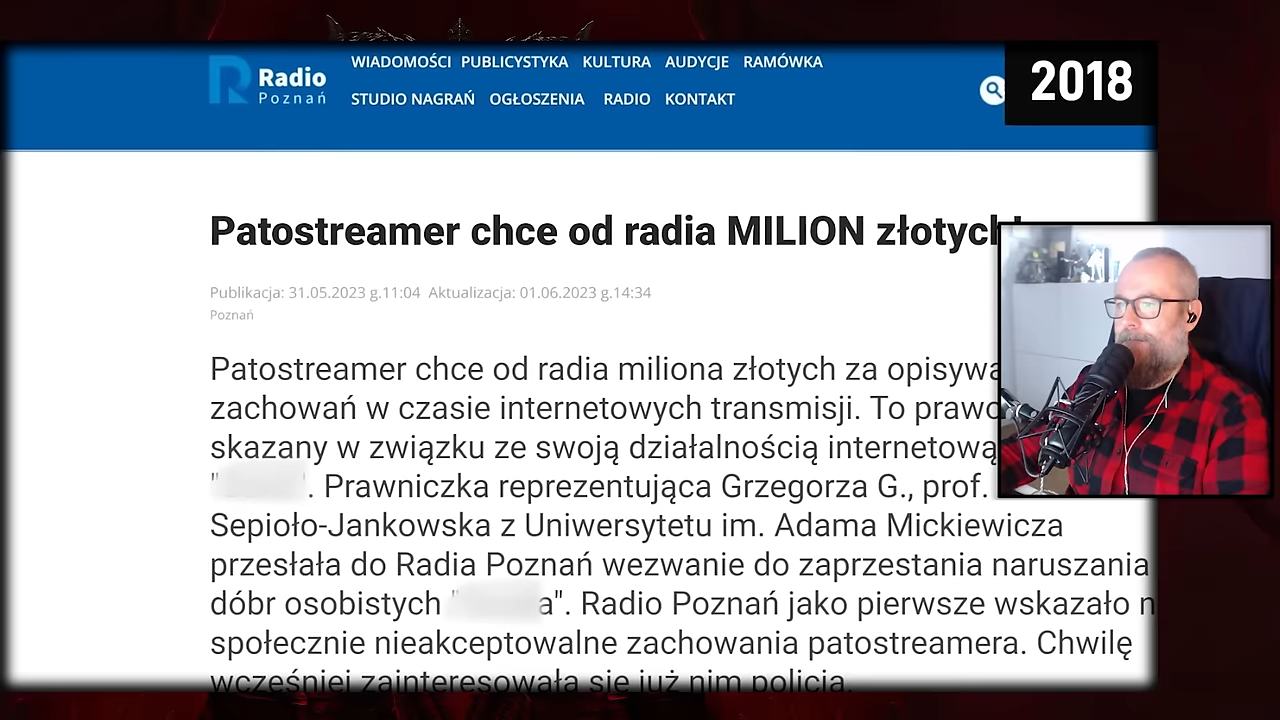 WIADOMOŚCI PUBLICYSTYKA KULTURA AUDYCJE RAMÓWKA
Radio
Poznań
STUDIO NAGRAŃ OGŁOSZENIA RADIO KONTAKT
2018
Patostreamer chce od radia MILION złotych
Publikacja: 31.05.2023 g.11:04 Aktualizacja: 01.06.2023 g.14:34
Poznań
Patostreamer chce od radia miliona złotych za
zachowań w czasie internetowych transmisji. To
skazany w związku ze swoją działalnością internetową
" ". Prawniczka reprezentująca Grzegorza G., prof.
Sepioło-Jankowska z Uniwersytetu im. Adama Mickiewicza
przesłała do Radia Poznań wezwanie do zaprzestania naruszania
dóbr osobistych " a". Radio Poznań jako pierwsze wskazało n
społecznie nieakceptowalne zachowania patostreamera. Chwilę
wcześniej zainteresowała się już nim policja.